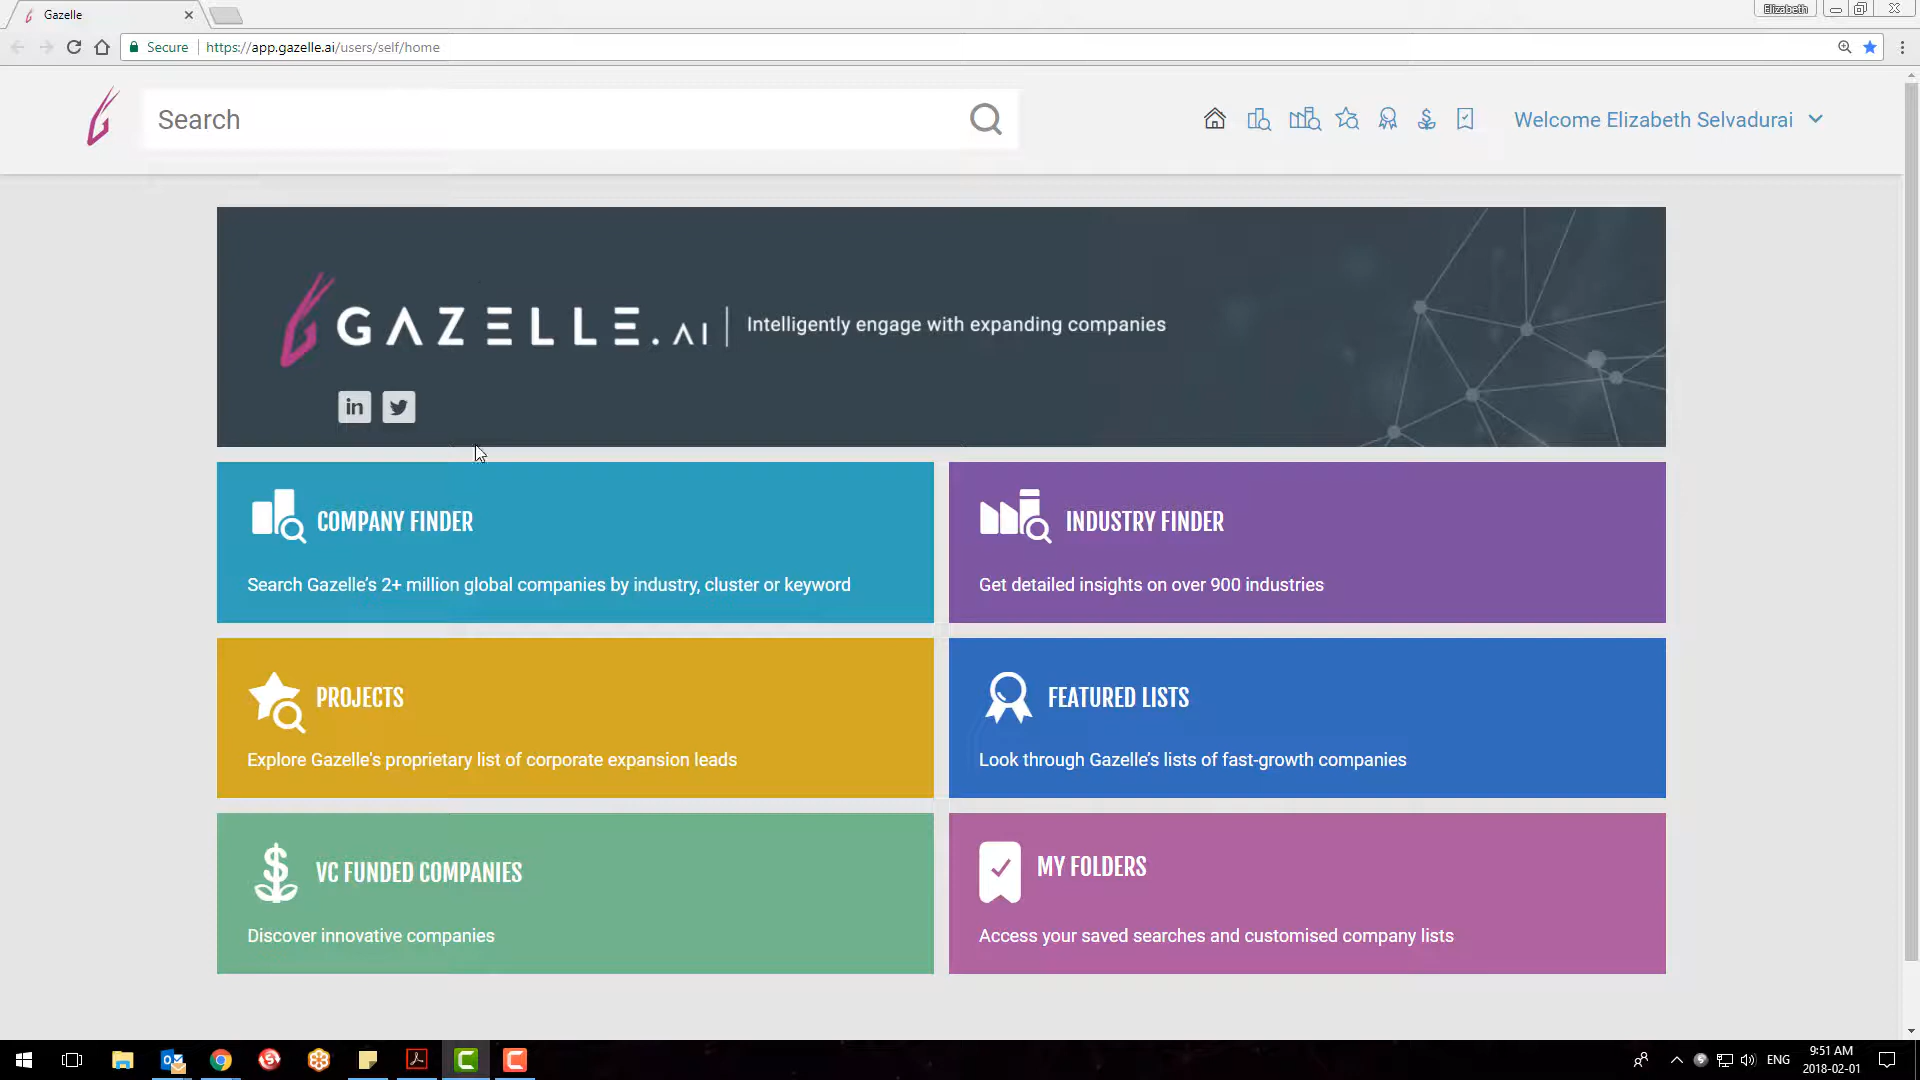 Gazelle
Elizabeth
Secure
https://app.gazelle.ai/users/self/home
Search
Welcome Elizabeth Selvadurai
GAZELLE.AI
Intelligently engage with expanding companies
in
COMPANY FINDER
Search Gazelle's 2+ million global companies by industry, cluster or keyword
INDUSTRY FINDER
Get detailed insights on over 900 industries
PROJECTS
Explore Gazelle's proprietary list of corporate expansion leads
FEATURED LISTS
Look through Gazelle's lists of fast-growth companies
VC FUNDED COMPANIES
Discover innovative companies
MY FOLDERS
Access your saved searches and customised company lists
ENG
9:51 AM
2018-02-01